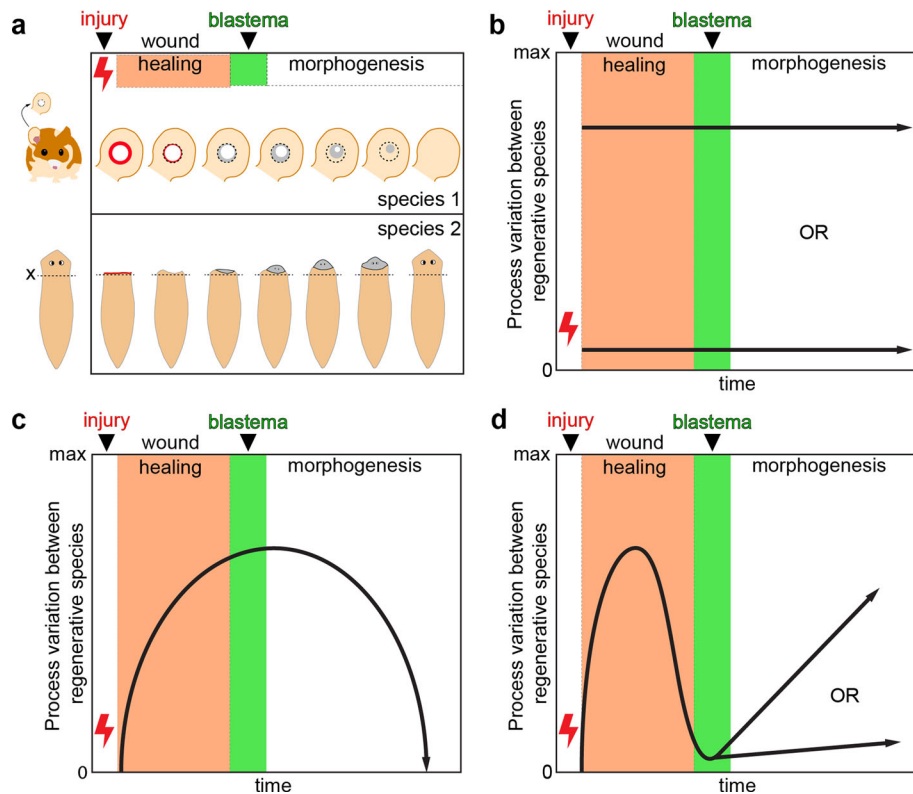 a
injury
blastema
wound
healing
morphogenesis
species 1
species 2
x
b
injury
blastema
max
wound
healing
morphogenesis
Process variation between
regenerative species
OR
0
time
c
injury
blastema
max
wound
healing
morphogenesis
Process variation between
regenerative species
0
time
d
injury
blastema
max
wound
healing
morphogenesis
Process variation between
regenerative species
OR
0
time